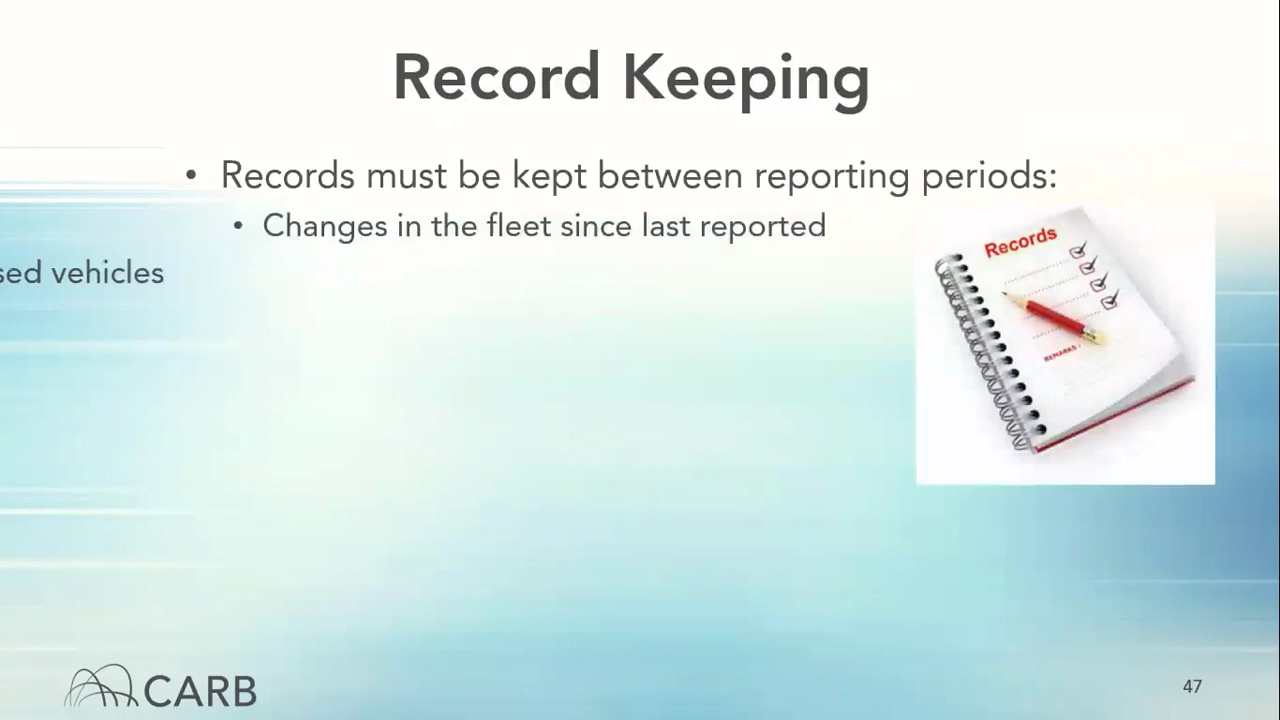 Record Keeping
• Records must be kept between reporting periods:
• Changes in the fleet since last reported
sed vehicles
Records
REMARKS :
CARB
47